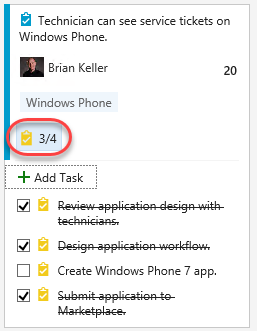 Technician can see service tickets on
Windows Phone.
Brian Keller
20
Windows Phone
3/4
+ Add Task
Review application design with
technicians.
Design application workflow.
Create Windows Phone 7 app.
Submit application to
Marketplace.